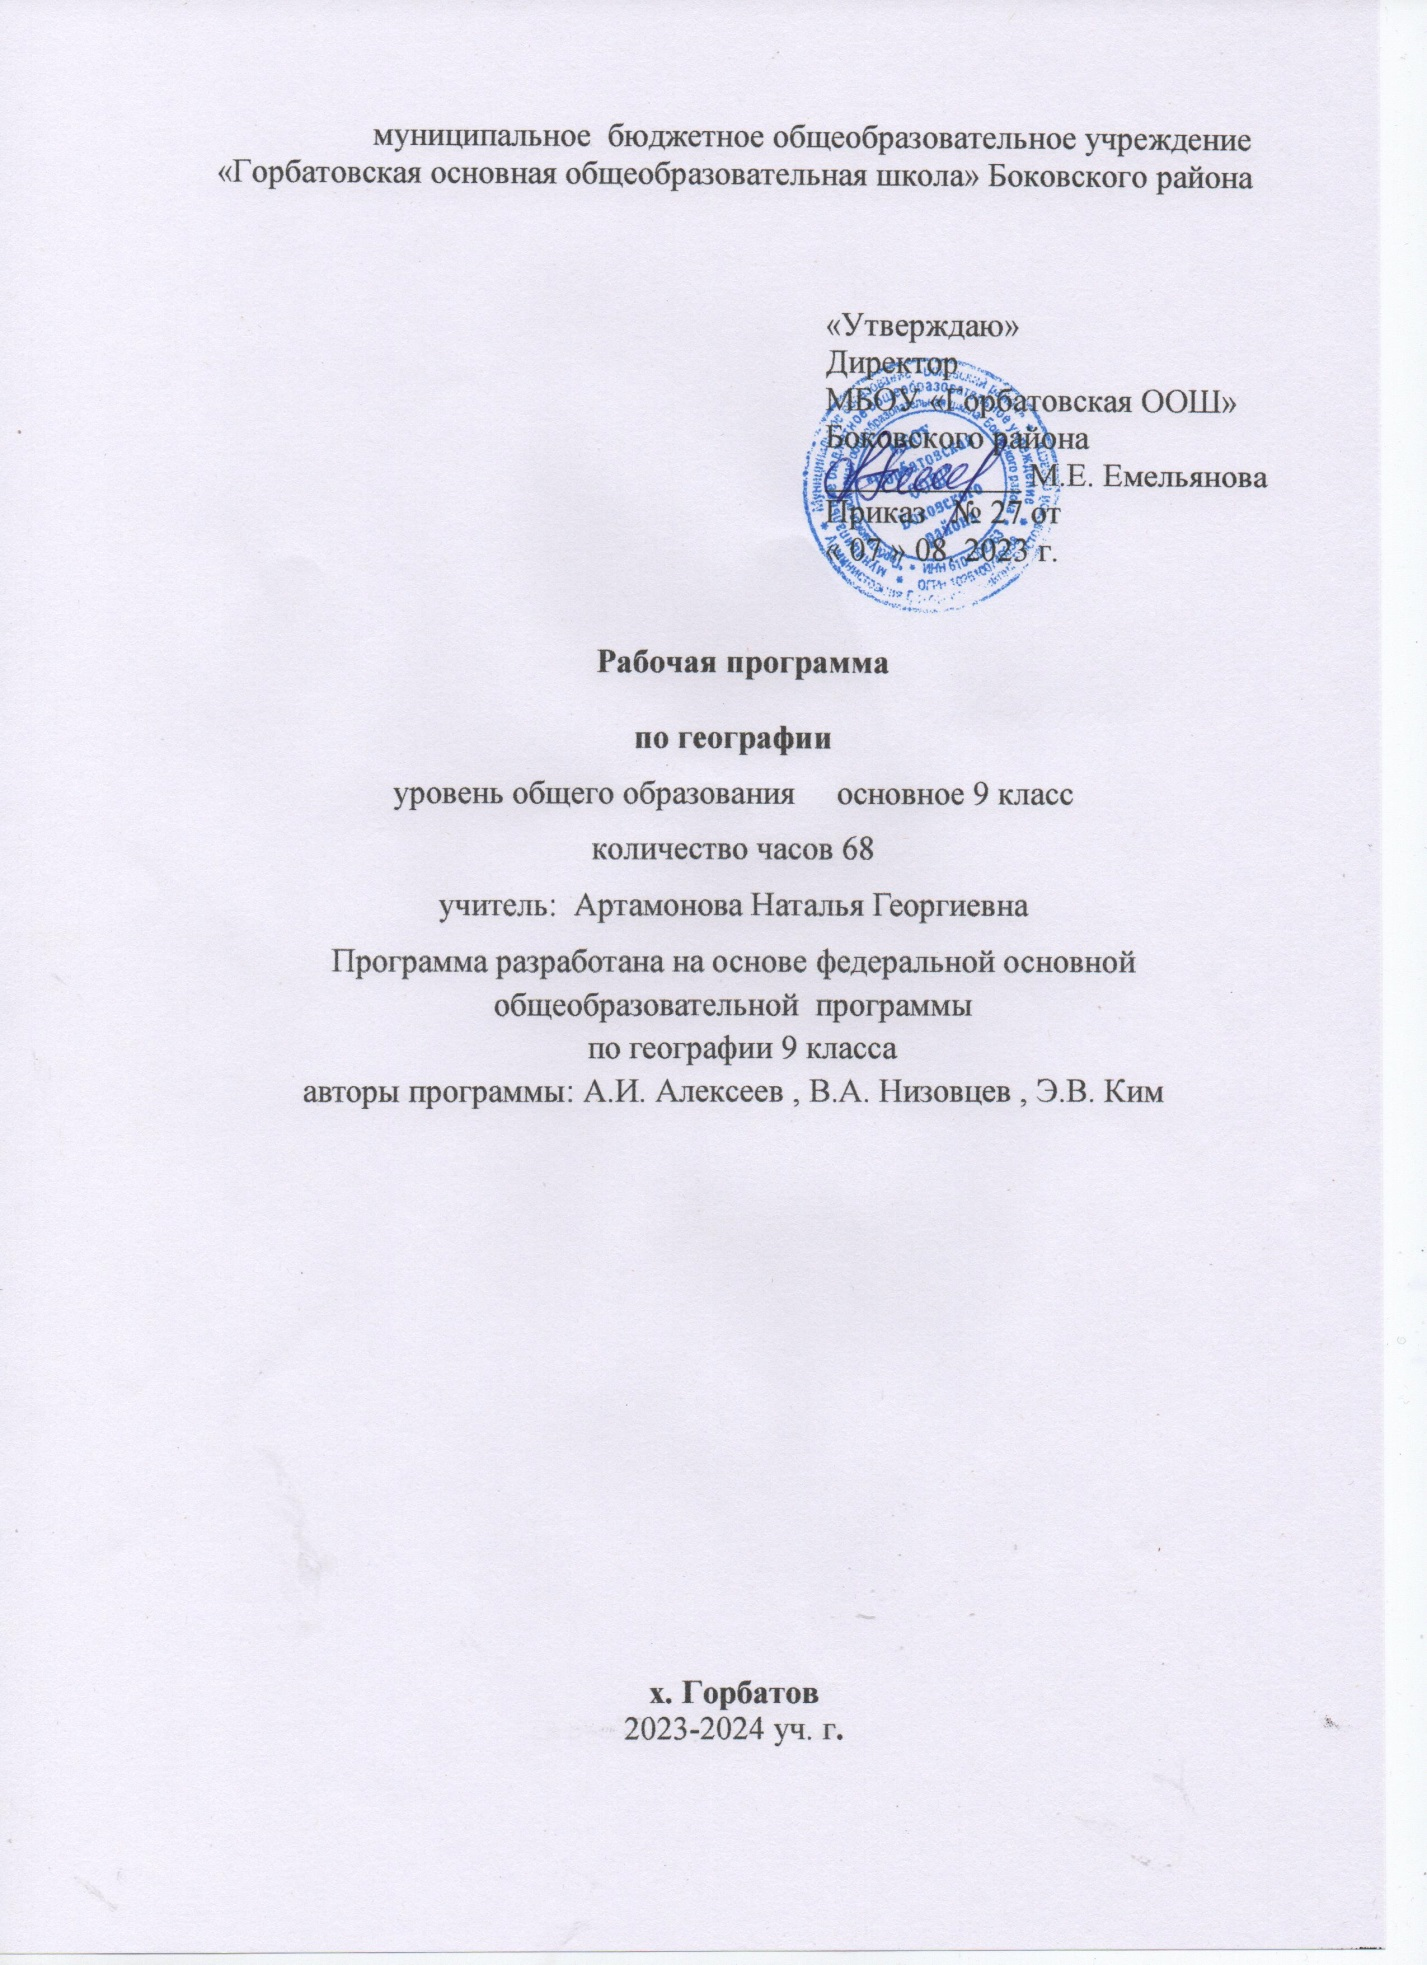 муниципальное бюджетное общеобразовательное учреждение
«Горбатовская основная общеобразовательная школа» Боковского района
«Утверждаю»
Директор
МБОУ «Горбатовская ООШ»
Боковского района
М.Е. Емельянова
Приказ № 27 от
« 07 » 08. 2023 г.
Рабочая программа
по географии
уровень общего образования основное 9 класс
количество часов 68
учитель: Артамонова Наталья Георгиевна
Программа разработана на основе федеральной основной
общеобразовательной программы
по географии 9 класса
авторы программы: А.И. Алексеев , В.А. Низовцев , Э.В. Ким
х. Горбатов
2023-2024 уч. г.